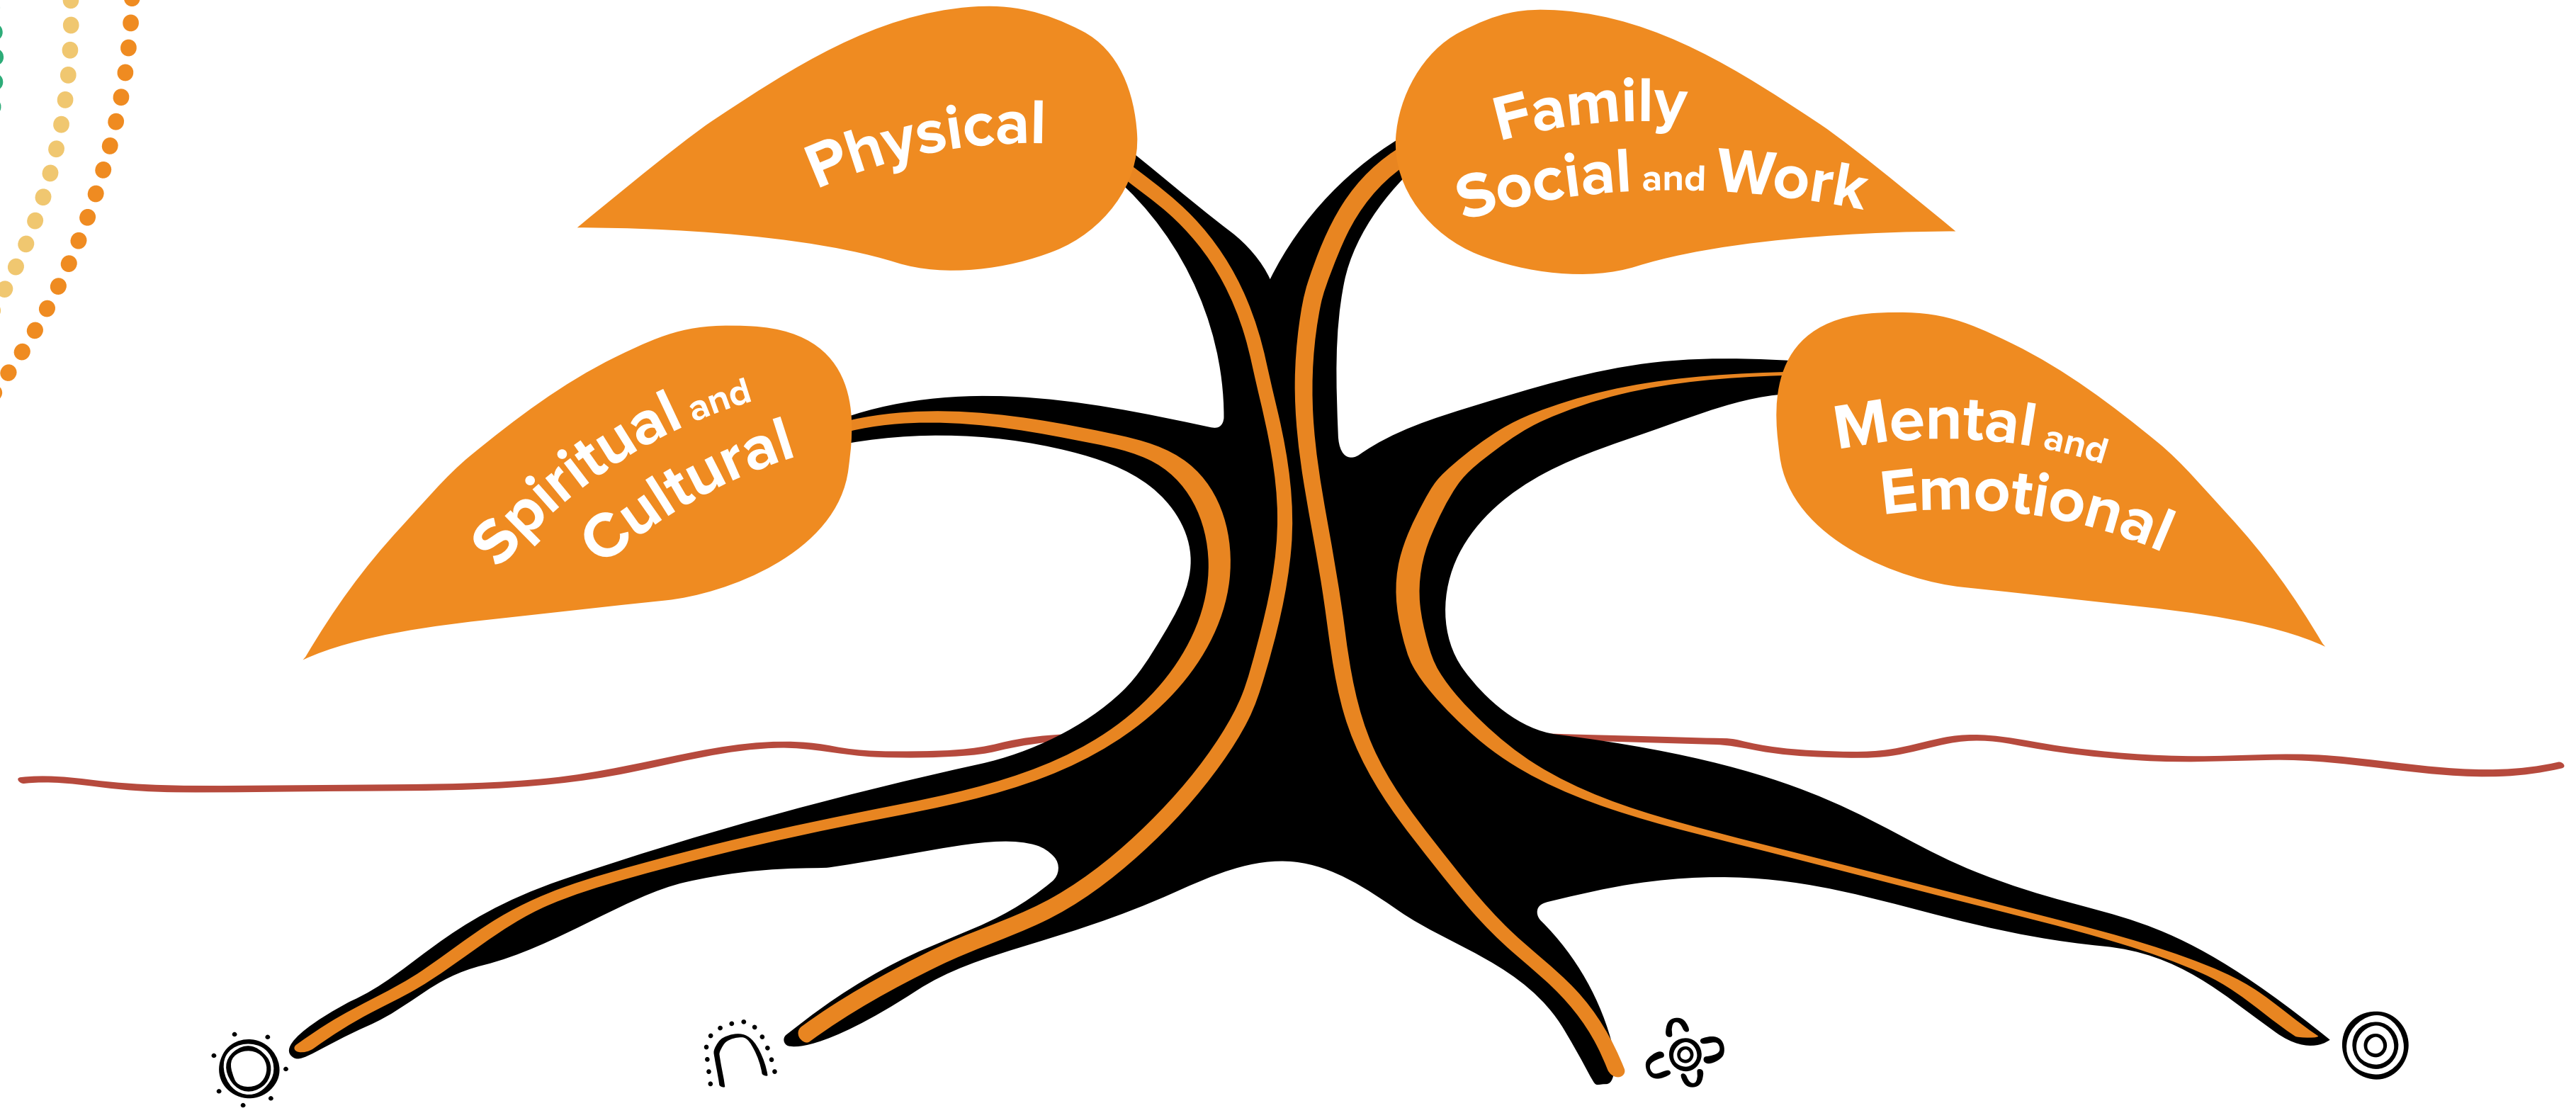 Physical
Family
Social and Work
Spiritual and
Cultural
Mental and
Emotional